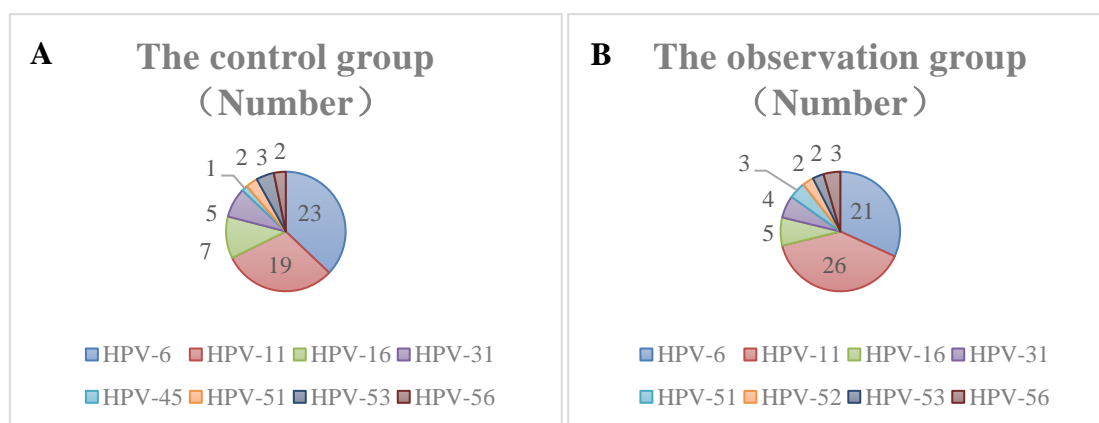 A
The control group
（Number）
2
3
2
1
5
7
23
19
HPV-6 HPV-11 HPV-16 HPV-31
HPV-45 HPV-51 HPV-53 HPV-56
B
The observation group
（Number）
3
2
2
3
4
5
21
26
HPV-6 HPV-11 HPV-16 HPV-31
HPV-51 HPV-52 HPV-53 HPV-56